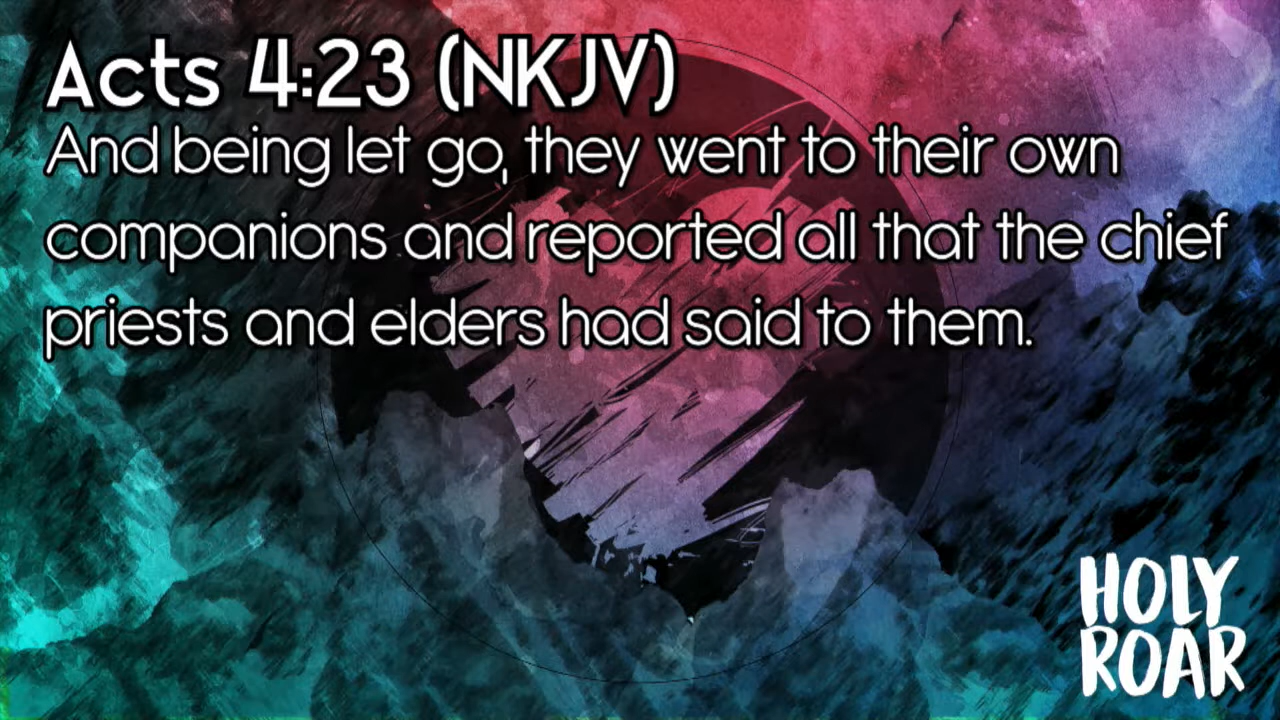 Acts 4:23 (NKJV)
And being let go, they went to their own
companions and reported all that the chief
priests and elders had said to them.
HOLY
ROAR